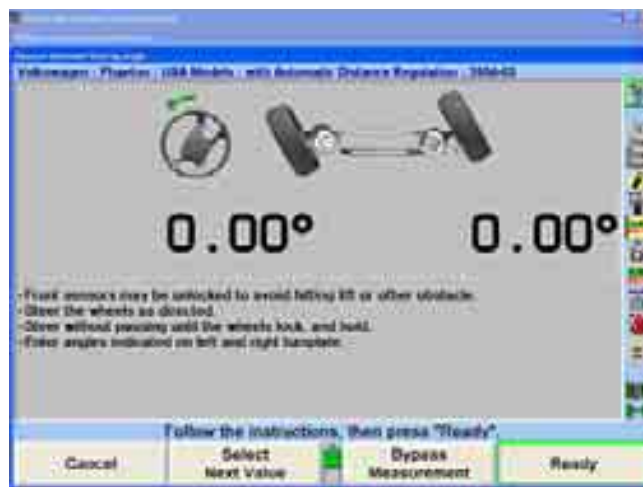 Volkswagen : Phaeton : USA Models : with Automatic Distance Regulation : 2004-05
0.00° 0.00°
-Front sensors may be unlocked to avoid hitting lift or other obstacle.
-Steer the wheels as directed.
-Steer without pausing until the wheels lock, and hold.
-Enter angles indicated on left and right turnplate.
Follow the instructions, then press "Ready".
Cancel
Select
Next Value
Bypass
Measurement
Ready